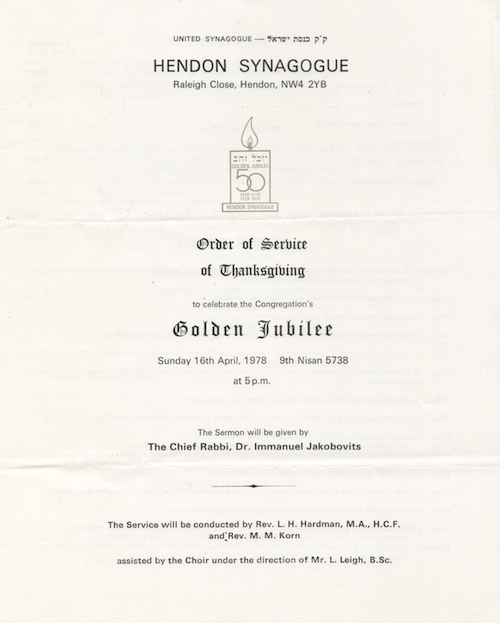 UNITED SYNAGOGUE — ק״ק כנסת ישראל
HENDON SYNAGOGUE
Raleigh Close, Hendon, NW4 2YB
יובל זהב
GOLDEN JUBILEE
50
HENDON SYNAGOGUE
Order of Service
of Thanksgiving
to celebrate the Congregation's
Golden Jubilee
Sunday 16th April, 1978 9th Nisan 5738
at 5 p.m.
The Sermon will be given by
The Chief Rabbi, Dr. Immanuel Jakobovits
The Service will be conducted by Rev. L. H. Hardman, M.A., H.C.F.
and Rev. M. M. Korn
assisted by the Choir under the direction of Mr. L. Leigh, B.Sc.